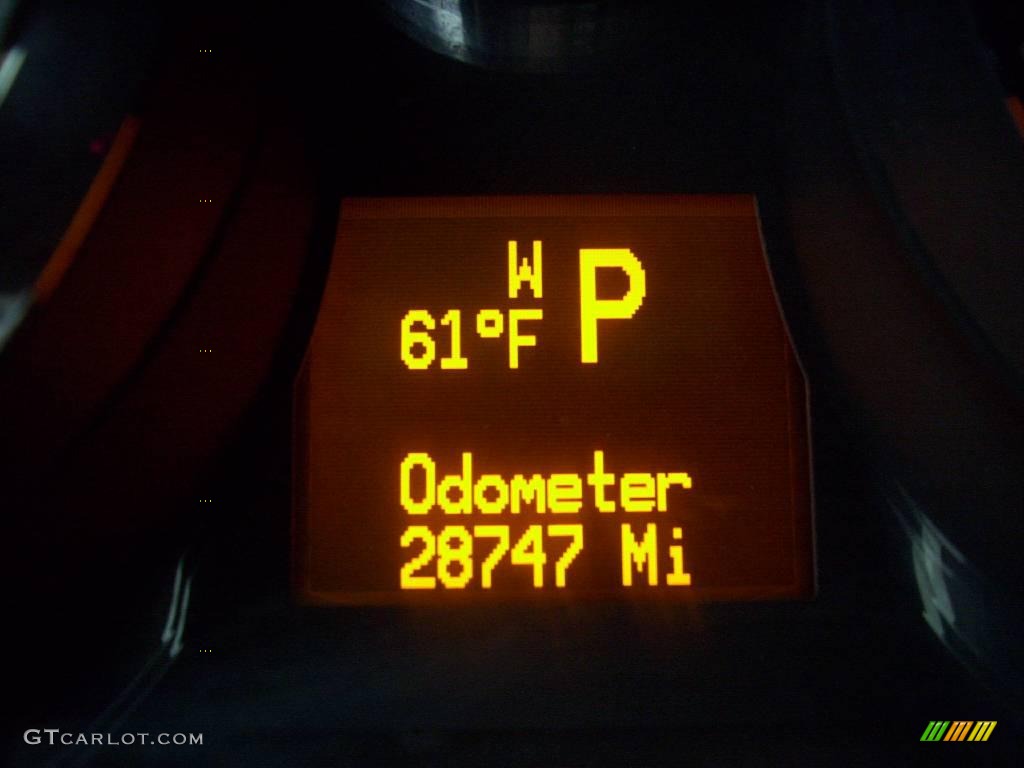 W P
61°F
Odometer
28747 Mi
GTCARLOT.COM